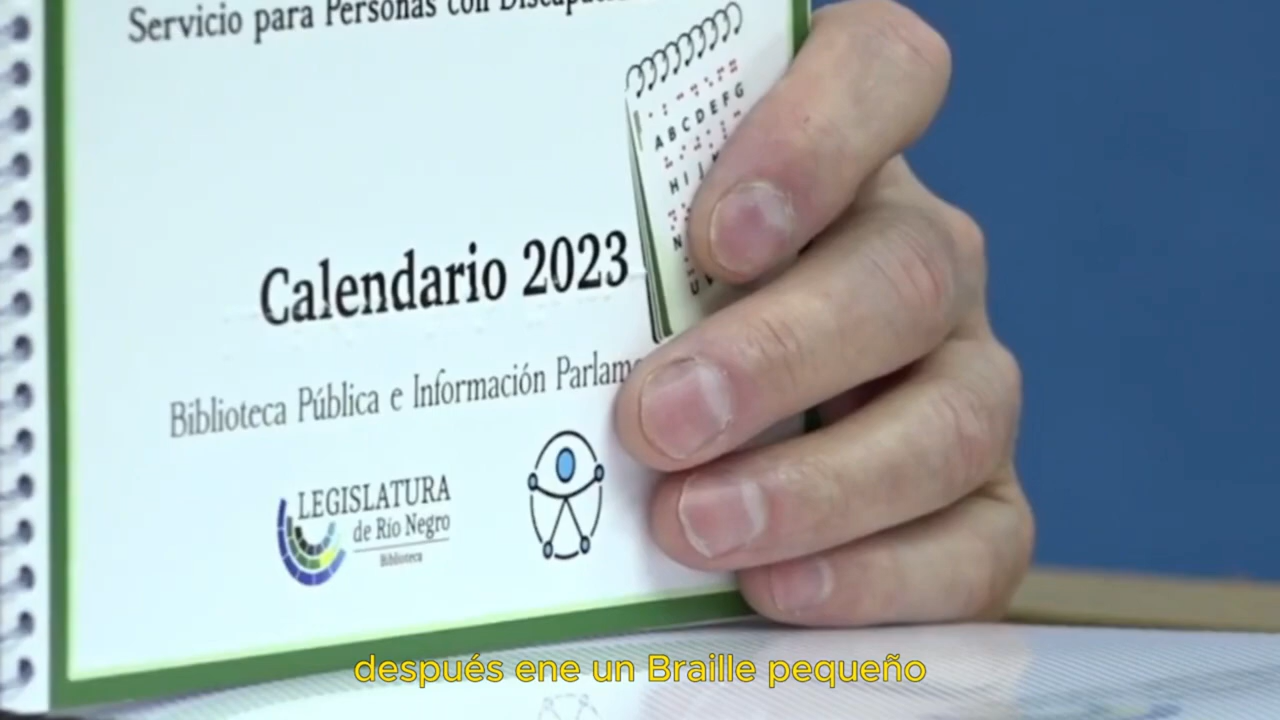 Servicio para Personas con
A B C D E F G
H I J
N
U
Calendario 2023
Biblioteca Pública e Información
LEGISLATURA
de Río Negro
Biblioteca
después ene un Braille pequeño